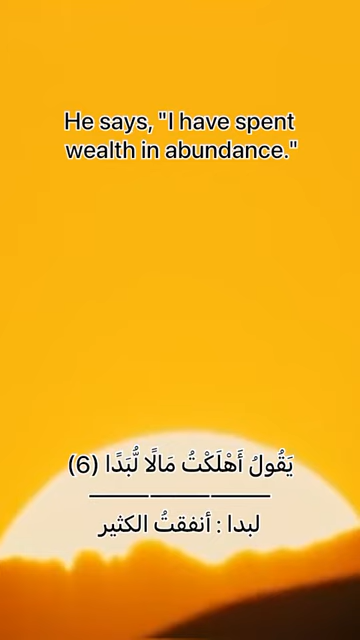 He says, "I have spent
wealth in abundance."
يَقُولُ أَهْلَكْتُ مَالًا لُّبَدًا (6)
لبدا : أنفقتُ الكثير